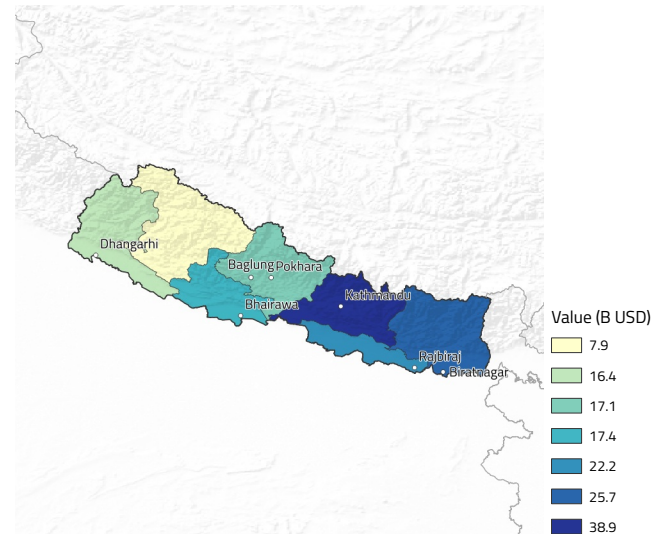 Dhangarhi
Baglung
Pokhara
Bhairawa
Kathmandu
Rajbiraj
Biratnagar
Value (B USD)
7.9
16.4
17.1
17.4
22.2
25.7
38.9